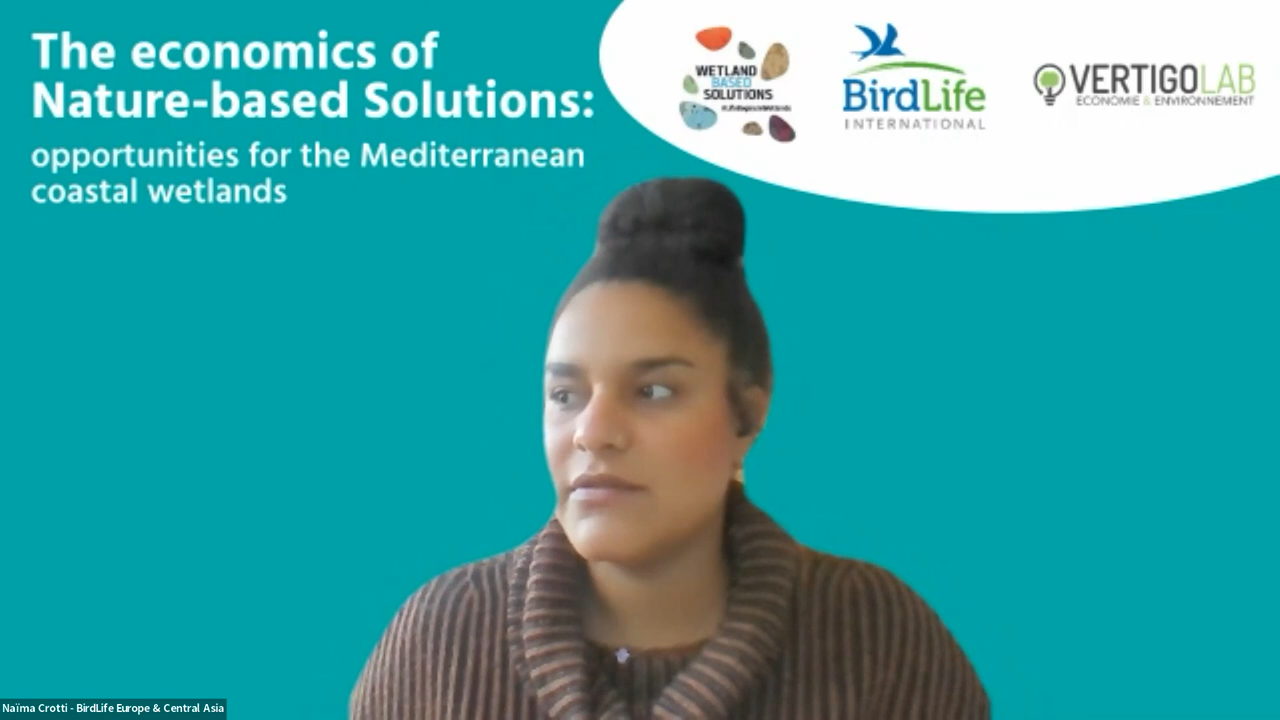 The economics of
Nature-based Solutions:
opportunities for the Mediterranean
coastal wetlands
WETLAND
BASED
SOLUTIONS
BirdLife
INTERNATIONAL
VERTIGOLAB
ECONOMIE & ENVIRONNEMENT
Naïma Crotti - BirdLife Europe & Central Asia